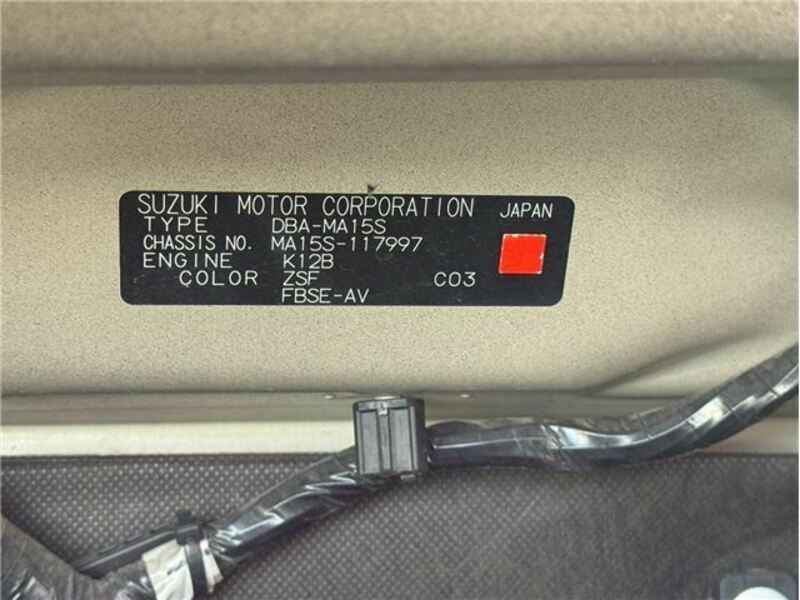 SUZUKI MOTOR CORPORATION JAPAN
TYPE DBA-MA15S
CHASSIS NO. MA15S-117997
ENGINE K12B
COLOR ZSF C03
FBSE-AV